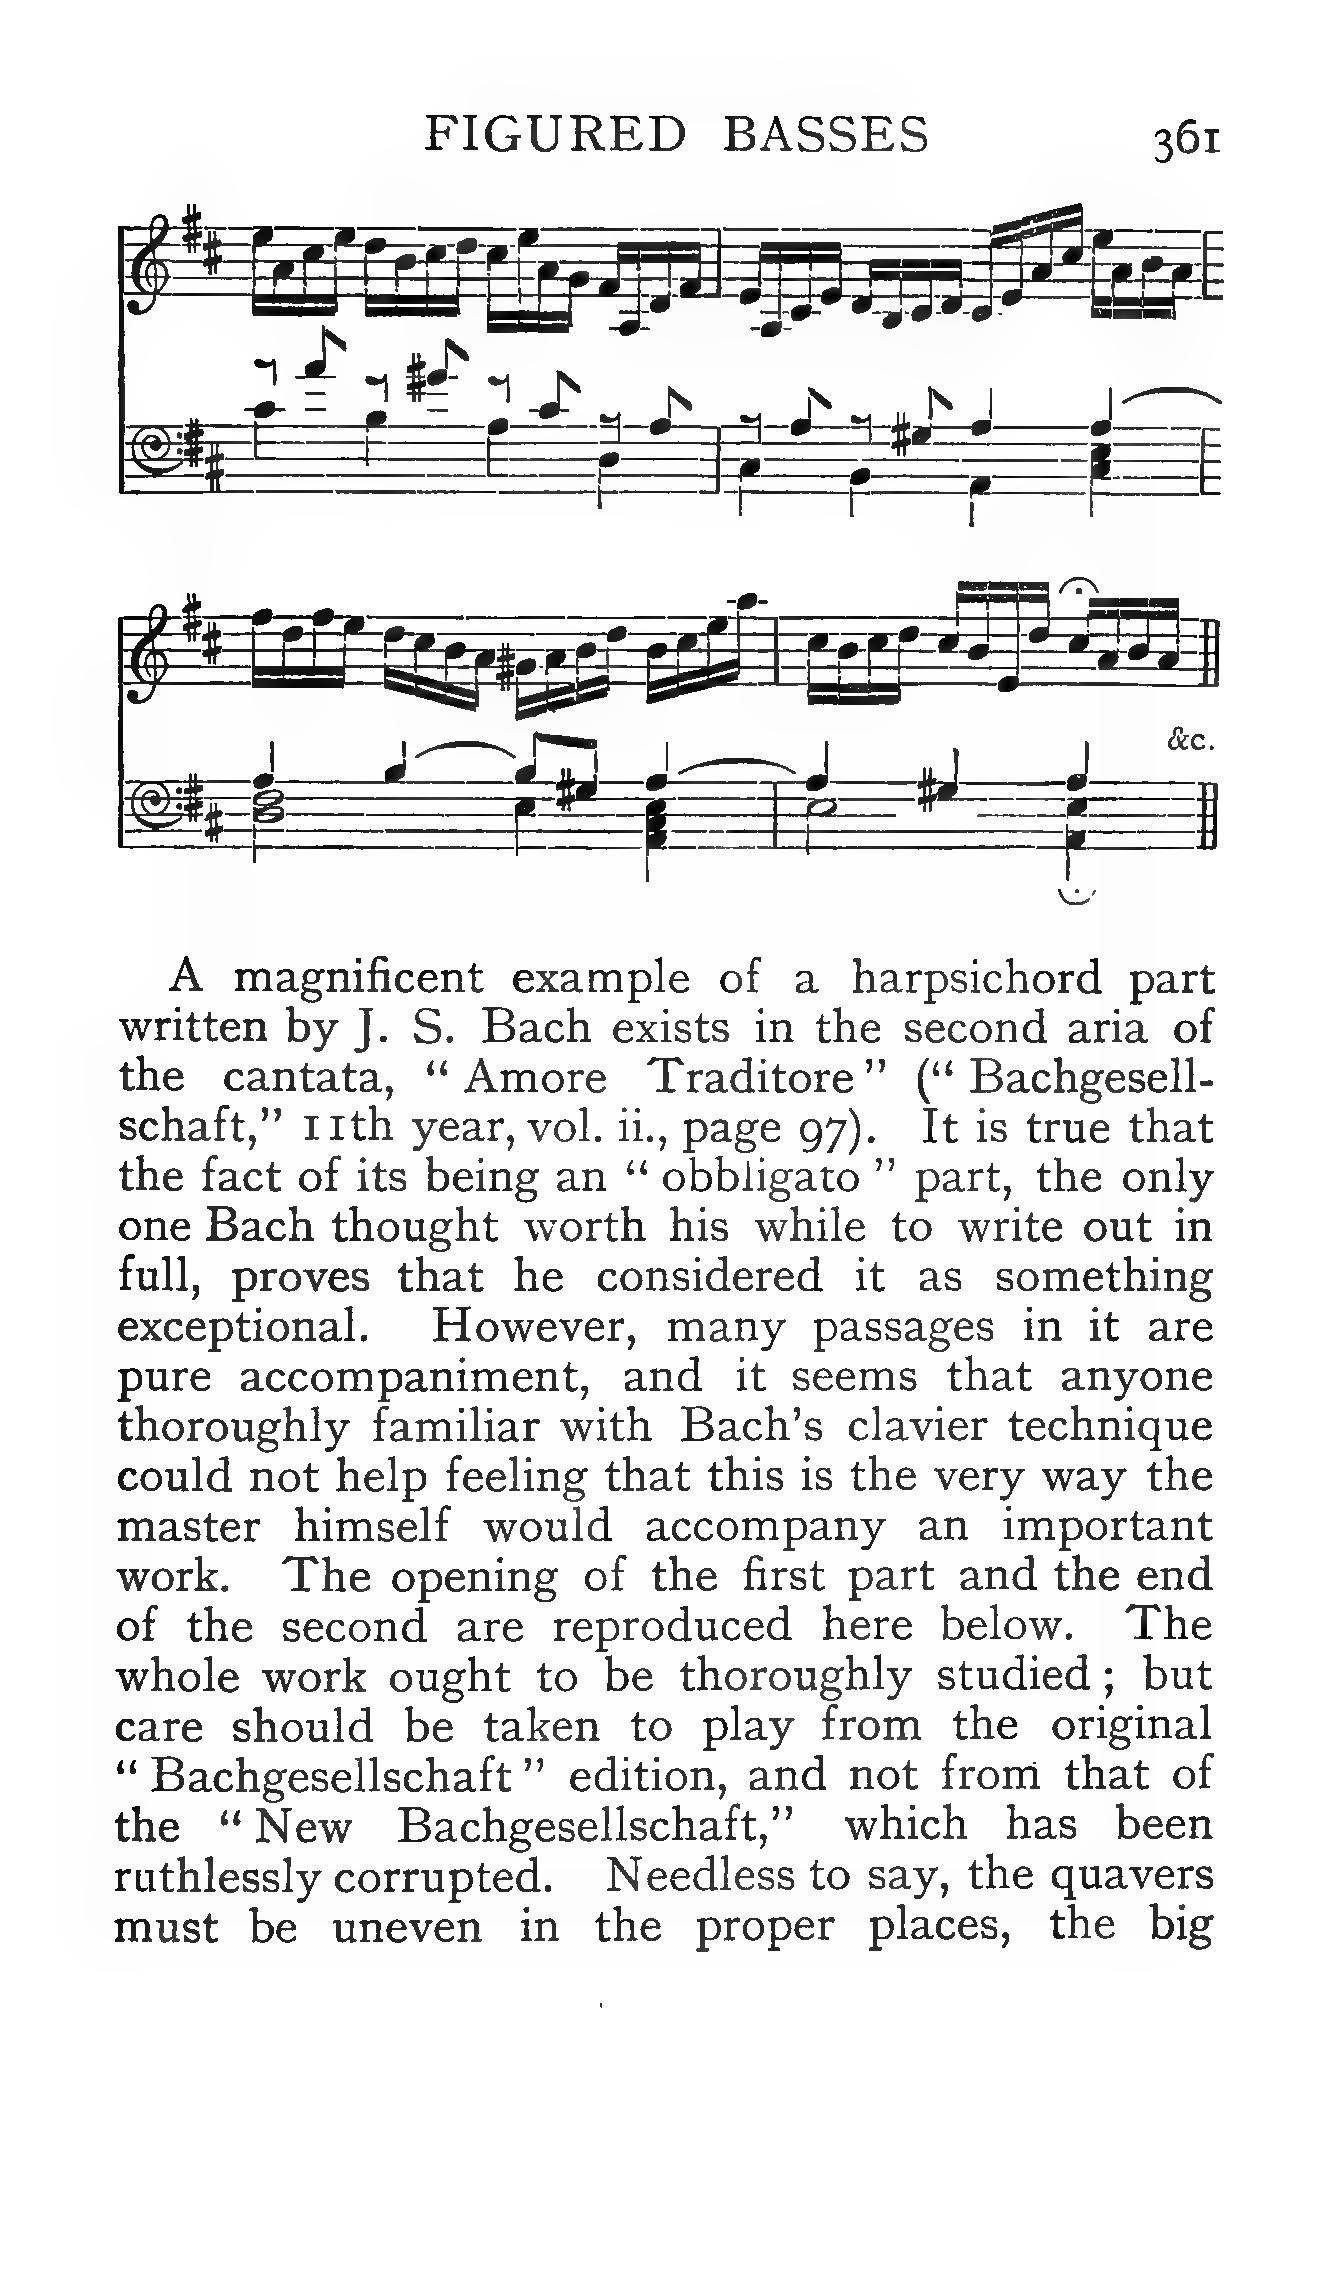 FIGURED BASSES 361
&c.
A magnificent example of a harpsichord part
written by J. S. Bach exists in the second aria of
the cantata, “ Amore Traditore ” (“ Bachgesell-
schaft,” 11th year, vol. ii., page 97). It is true that
the fact of its being an “ obbligato ” part, the only
one Bach thought worth his while to write out in
full, proves that he considered it as something
exceptional. However, many passages in it are
pure accompaniment, and it seems that anyone
thoroughly familiar with Bach’s clavier technique
could not help feeling that this is the very way the
master himself would accompany an important
work. The opening of the first part and the end
of the second are reproduced here below. The
whole work ought to be thoroughly studied ; but
care should be taken to play from the original
“ Bachgesellschaft ” edition, and not from that of
the “ New Bachgesellschaft,” which has been
ruthlessly corrupted. Needless to say, the quavers
must be uneven in the proper places, the big